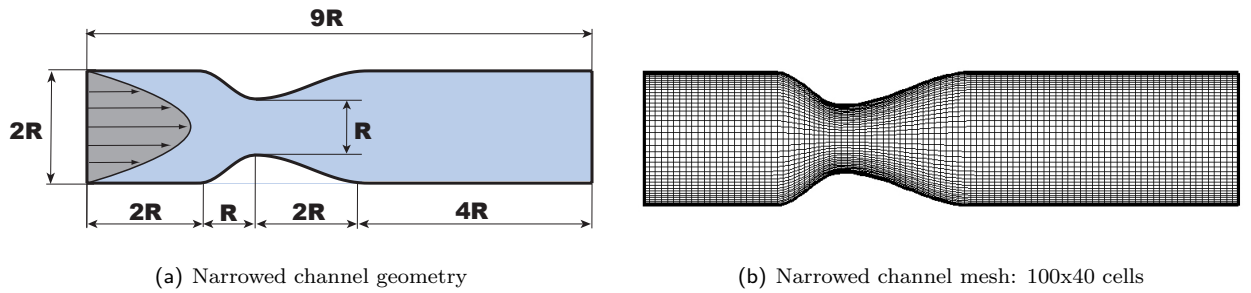 9R
2R
R
2R
R
2R
4R
(a) Narrowed channel geometry
(b) Narrowed channel mesh: 100x40 cells